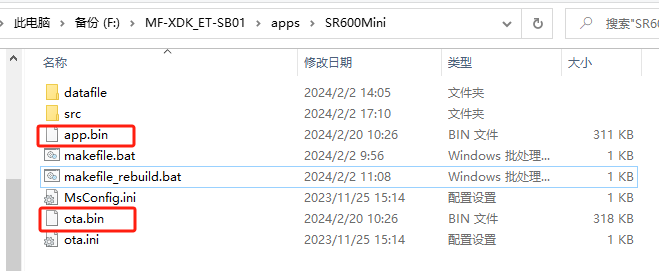 此电脑 > 备份 (F:) > MF-XDK_ET-SB01 > apps > SR600Mini 搜索"SR6
名称 修改日期 类型 大小
datafile 2024/2/2 14:05 文件夹
src 2024/2/2 17:10 文件夹
app.bin 2024/2/20 10:26 BIN 文件 311 KB
makefile.bat 2024/2/2 9:56 Windows 批处理... 1 KB
makefile_rebuild.bat 2024/2/2 11:08 Windows 批处理... 1 KB
MsConfig.ini 2023/11/25 15:14 配置设置 1 KB
ota.bin 2024/2/20 10:26 BIN 文件 318 KB
ota.ini 2023/11/25 15:14 配置设置 1 KB